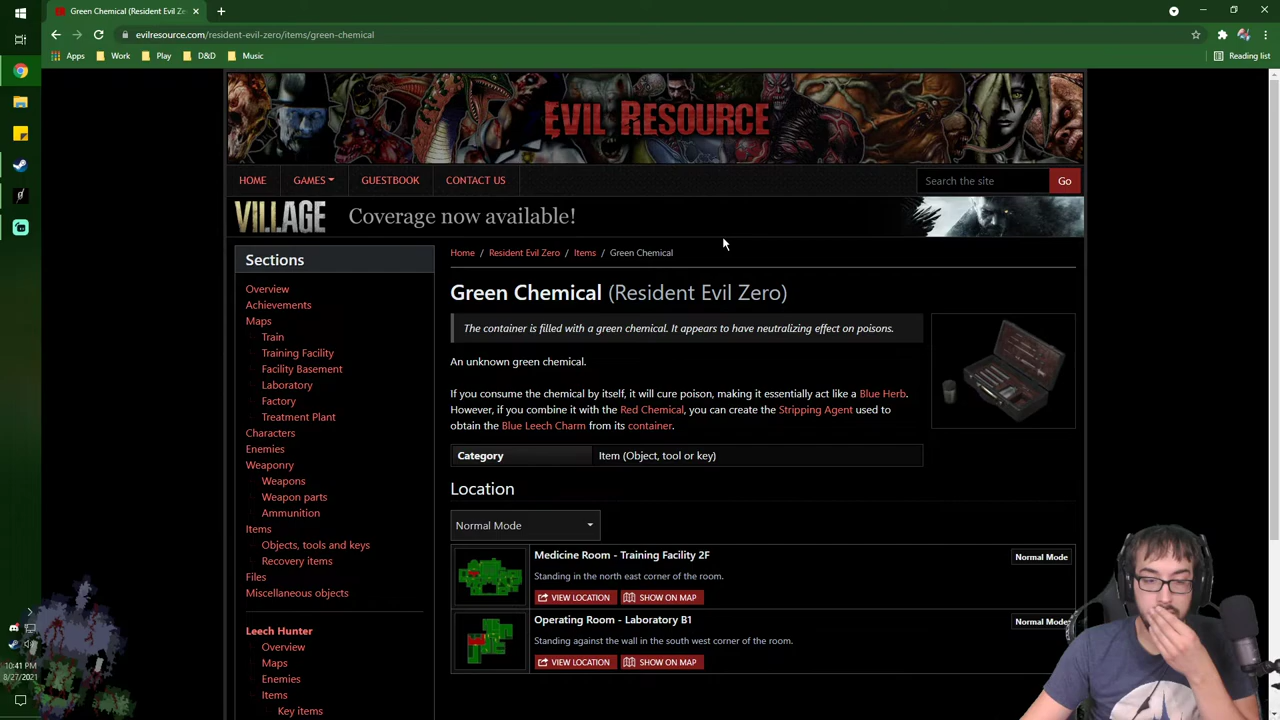 Green Chemical (Resident Evil Ze
evilresource.com/resident-evil-zero/items/green-chemical
Apps
Work
Play
D&D
Music
Reading list
EVIL RESOURCE
HOME
GAMES
GUESTBOOK
CONTACT US
Search the site
Go
VILLAGE
Coverage now available!
Sections
Overview
Achievements
Maps
Train
Training Facility
Facility Basement
Laboratory
Factory
Treatment Plant
Characters
Enemies
Weaponry
Weapons
Weapon parts
Ammunition
Items
Objects, tools and keys
Recovery items
Files
Miscellaneous objects
Leech Hunter
Overview
Maps
Enemies
Items
Key items
Home / Resident Evil Zero / Items / Green Chemical
Green Chemical (Resident Evil Zero)
The container is filled with a green chemical. It appears to have neutralizing effect on poisons.
An unknown green chemical.
If you consume the chemical by itself, it will cure poison, making it essentially act like a Blue Herb.
However, if you combine it with the Red Chemical, you can create the Stripping Agent used to
obtain the Blue Leech Charm from its container.
Category
Item (Object, tool or key)
Location
Normal Mode
Medicine Room - Training Facility 2F
Normal Mode
Standing in the north east corner of the room.
VIEW LOCATION
SHOW ON MAP
Operating Room - Laboratory B1
Normal Mode
Standing against the wall in the south west corner of the room.
VIEW LOCATION
SHOW ON MAP
10:41 PM
8/27/2021